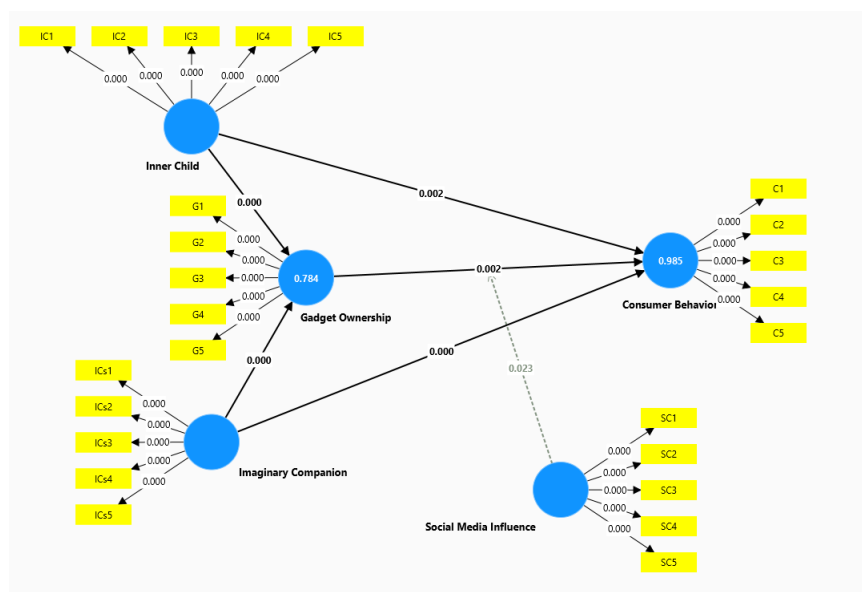 IC1 IC2 IC3 IC4 IC5
0.000 0.000 0.000 0.000 0.000
Inner Child
0.002
0.000
G1
G2
G3
G4
G5
0.000
0.000
0.000
0.000
0.000
0.784
Gadget Ownership
0.002
C1
C2
C3
C4
C5
0.000
0.000
0.000
0.000
0.000
0.985
Consumer Behavior
0.000
0.000
0.023
ICs1
ICs2
ICs3
ICs4
ICs5
0.000
0.000
0.000
0.000
0.000
Imaginary Companion
SC1
SC2
SC3
SC4
SC5
0.000
0.000
0.000
0.000
0.000
Social Media Influence